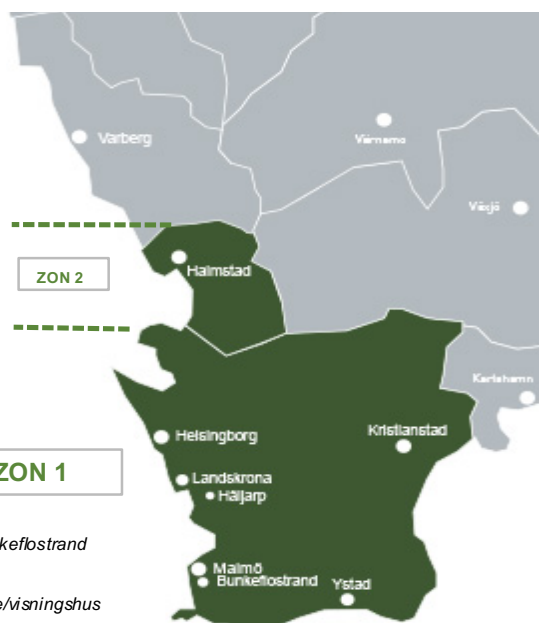 Varberg
Värnamo
Växjö
ZON 2
Halmstad
Karlshamn
Helsingborg
Kristianstad
ZON 1
Landskrona
Häljarp
keflostrand
Malmö
Bunkeflostrand
Ystad
e/visningshus